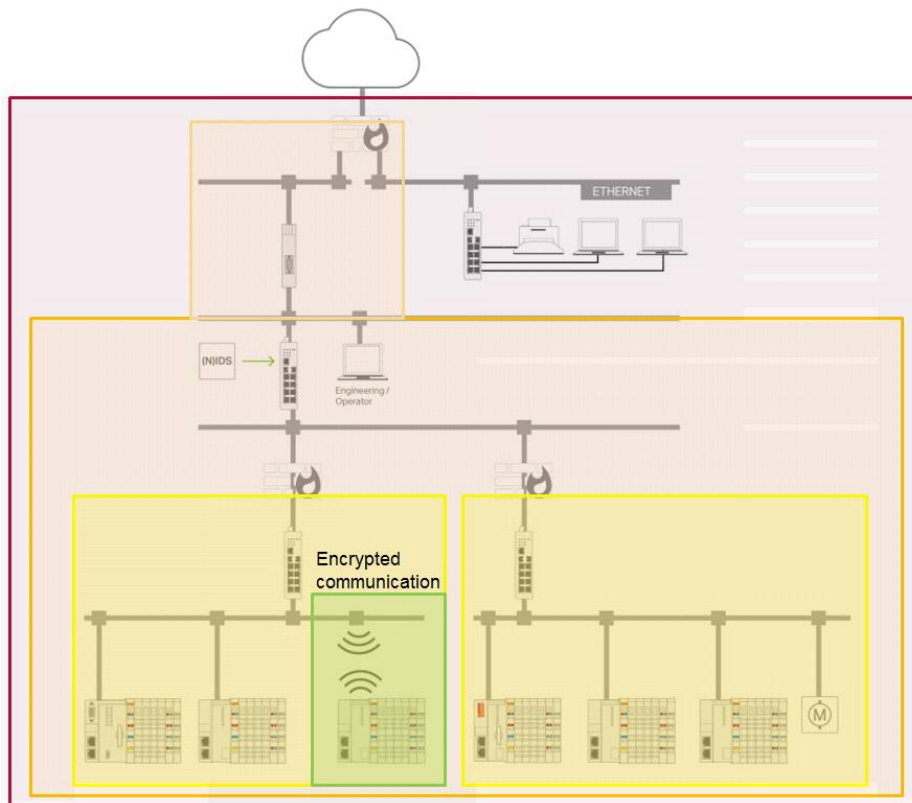 ETHERNET
(N)IDS
Engineering /
Operator
Encrypted
communication
M